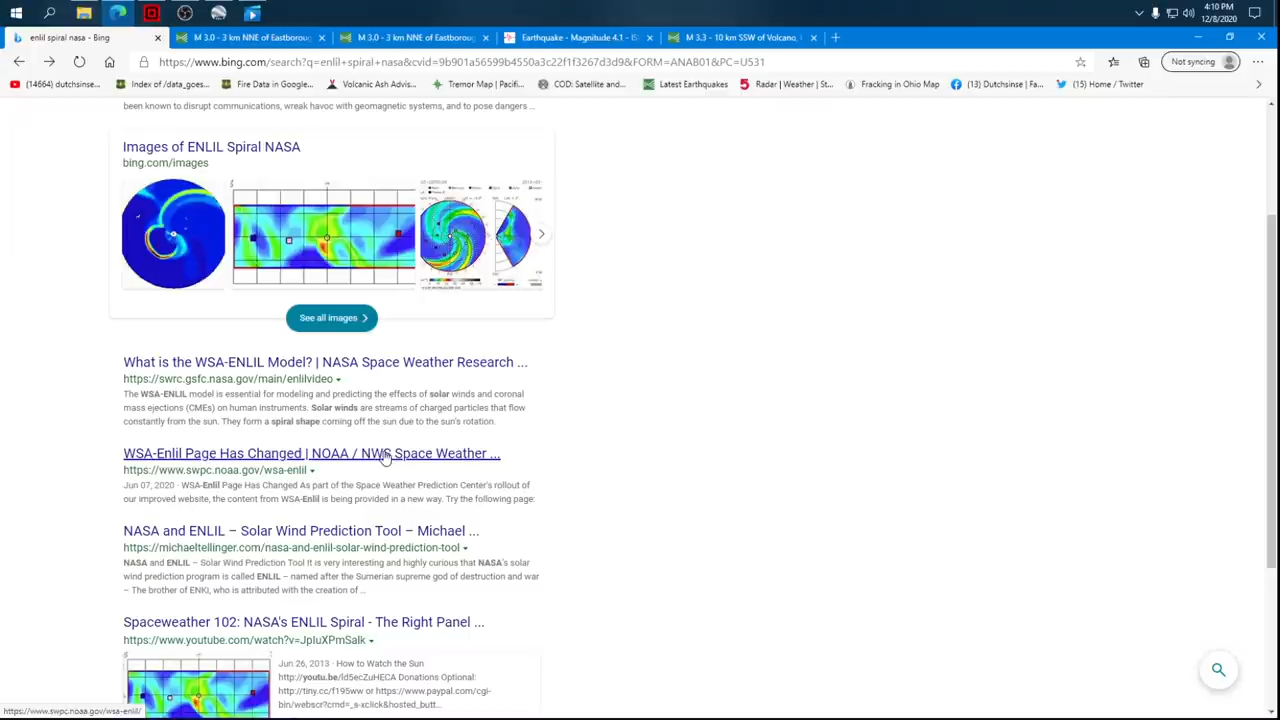 4:10 PM
12/8/2020
enlil spiral nasa - Bing
M 3.0 - 3 km NNE of Eastboroug
M 3.0 - 3 km NNE of Eastboroug
Earthquake - Magnitude 4.1 - IS
M 3.3 - 10 km SSW of Volcano,
https://www.bing.com/search?q=enlil+spiral+nasa&cvid=9b901a56599b4550a3c22f1f3267d3d9&FORM=ANAB01&PC=U531
Not syncing
(14664) dutchsinse...
Index of /data_goes...
Fire Data in Google...
Volcanic Ash Advis...
Tremor Map | Pacific...
COD: Satellite and...
Latest Earthquakes
Radar | Weather | St...
Fracking in Ohio Map
(13) Dutchsinse | Fa...
(15) Home / Twitter
been known to disrupt communications, weak havoc with geomagnetic systems, and to pose dangers ...
Images of ENLIL Spiral NASA
bing.com/images
See all images
What is the WSA-ENLIL Model? | NASA Space Weather Research ...
https://swrc.gsfc.nasa.gov/main/enlilvideo
The WSA-ENLIL model is essential for modeling and predicting the effects of solar winds and coronal
mass ejections (CMEs) on human instruments. Solar winds are streams of charged particles that flow
constantly from the sun. They form a spiral shape coming off the sun due to the sun's rotation.
WSA-Enlil Page Has Changed | NOAA / NWS Space Weather ...
https://www.swpc.noaa.gov/wsa-enlil
Jun 07, 2020 · WSA-Enlil Page Has Changed As part of the Space Weather Prediction Center's rollout of
our improved website, the content from WSA-Enlil is being provided in a new way. Try the following page:
NASA and ENLIL – Solar Wind Prediction Tool – Michael ...
https://michaeltellinger.com/nasa-and-enlil-solar-wind-prediction-tool
NASA and ENLIL – Solar Wind Prediction Tool It is very interesting and highly curious that NASA's solar
wind prediction program is called ENLIL – named after the Sumerian supreme god of destruction and war
– The brother of ENKI, who is attributed with the creation of ...
Spaceweather 102: NASA's ENLIL Spiral - The Right Panel ...
https://www.youtube.com/watch?v=JpIuXPmSalk
Jun 26, 2013 · How to Watch the Sun
http://youtu.be/ld5ecZuHECA Donations Optional:
http://tiny.cc/f195ww or https://www.paypal.com/cgi-
bin/webscr?cmd=_s-xclick&hosted_butt...
https://www.swpc.noaa.gov/wsa-enlil/